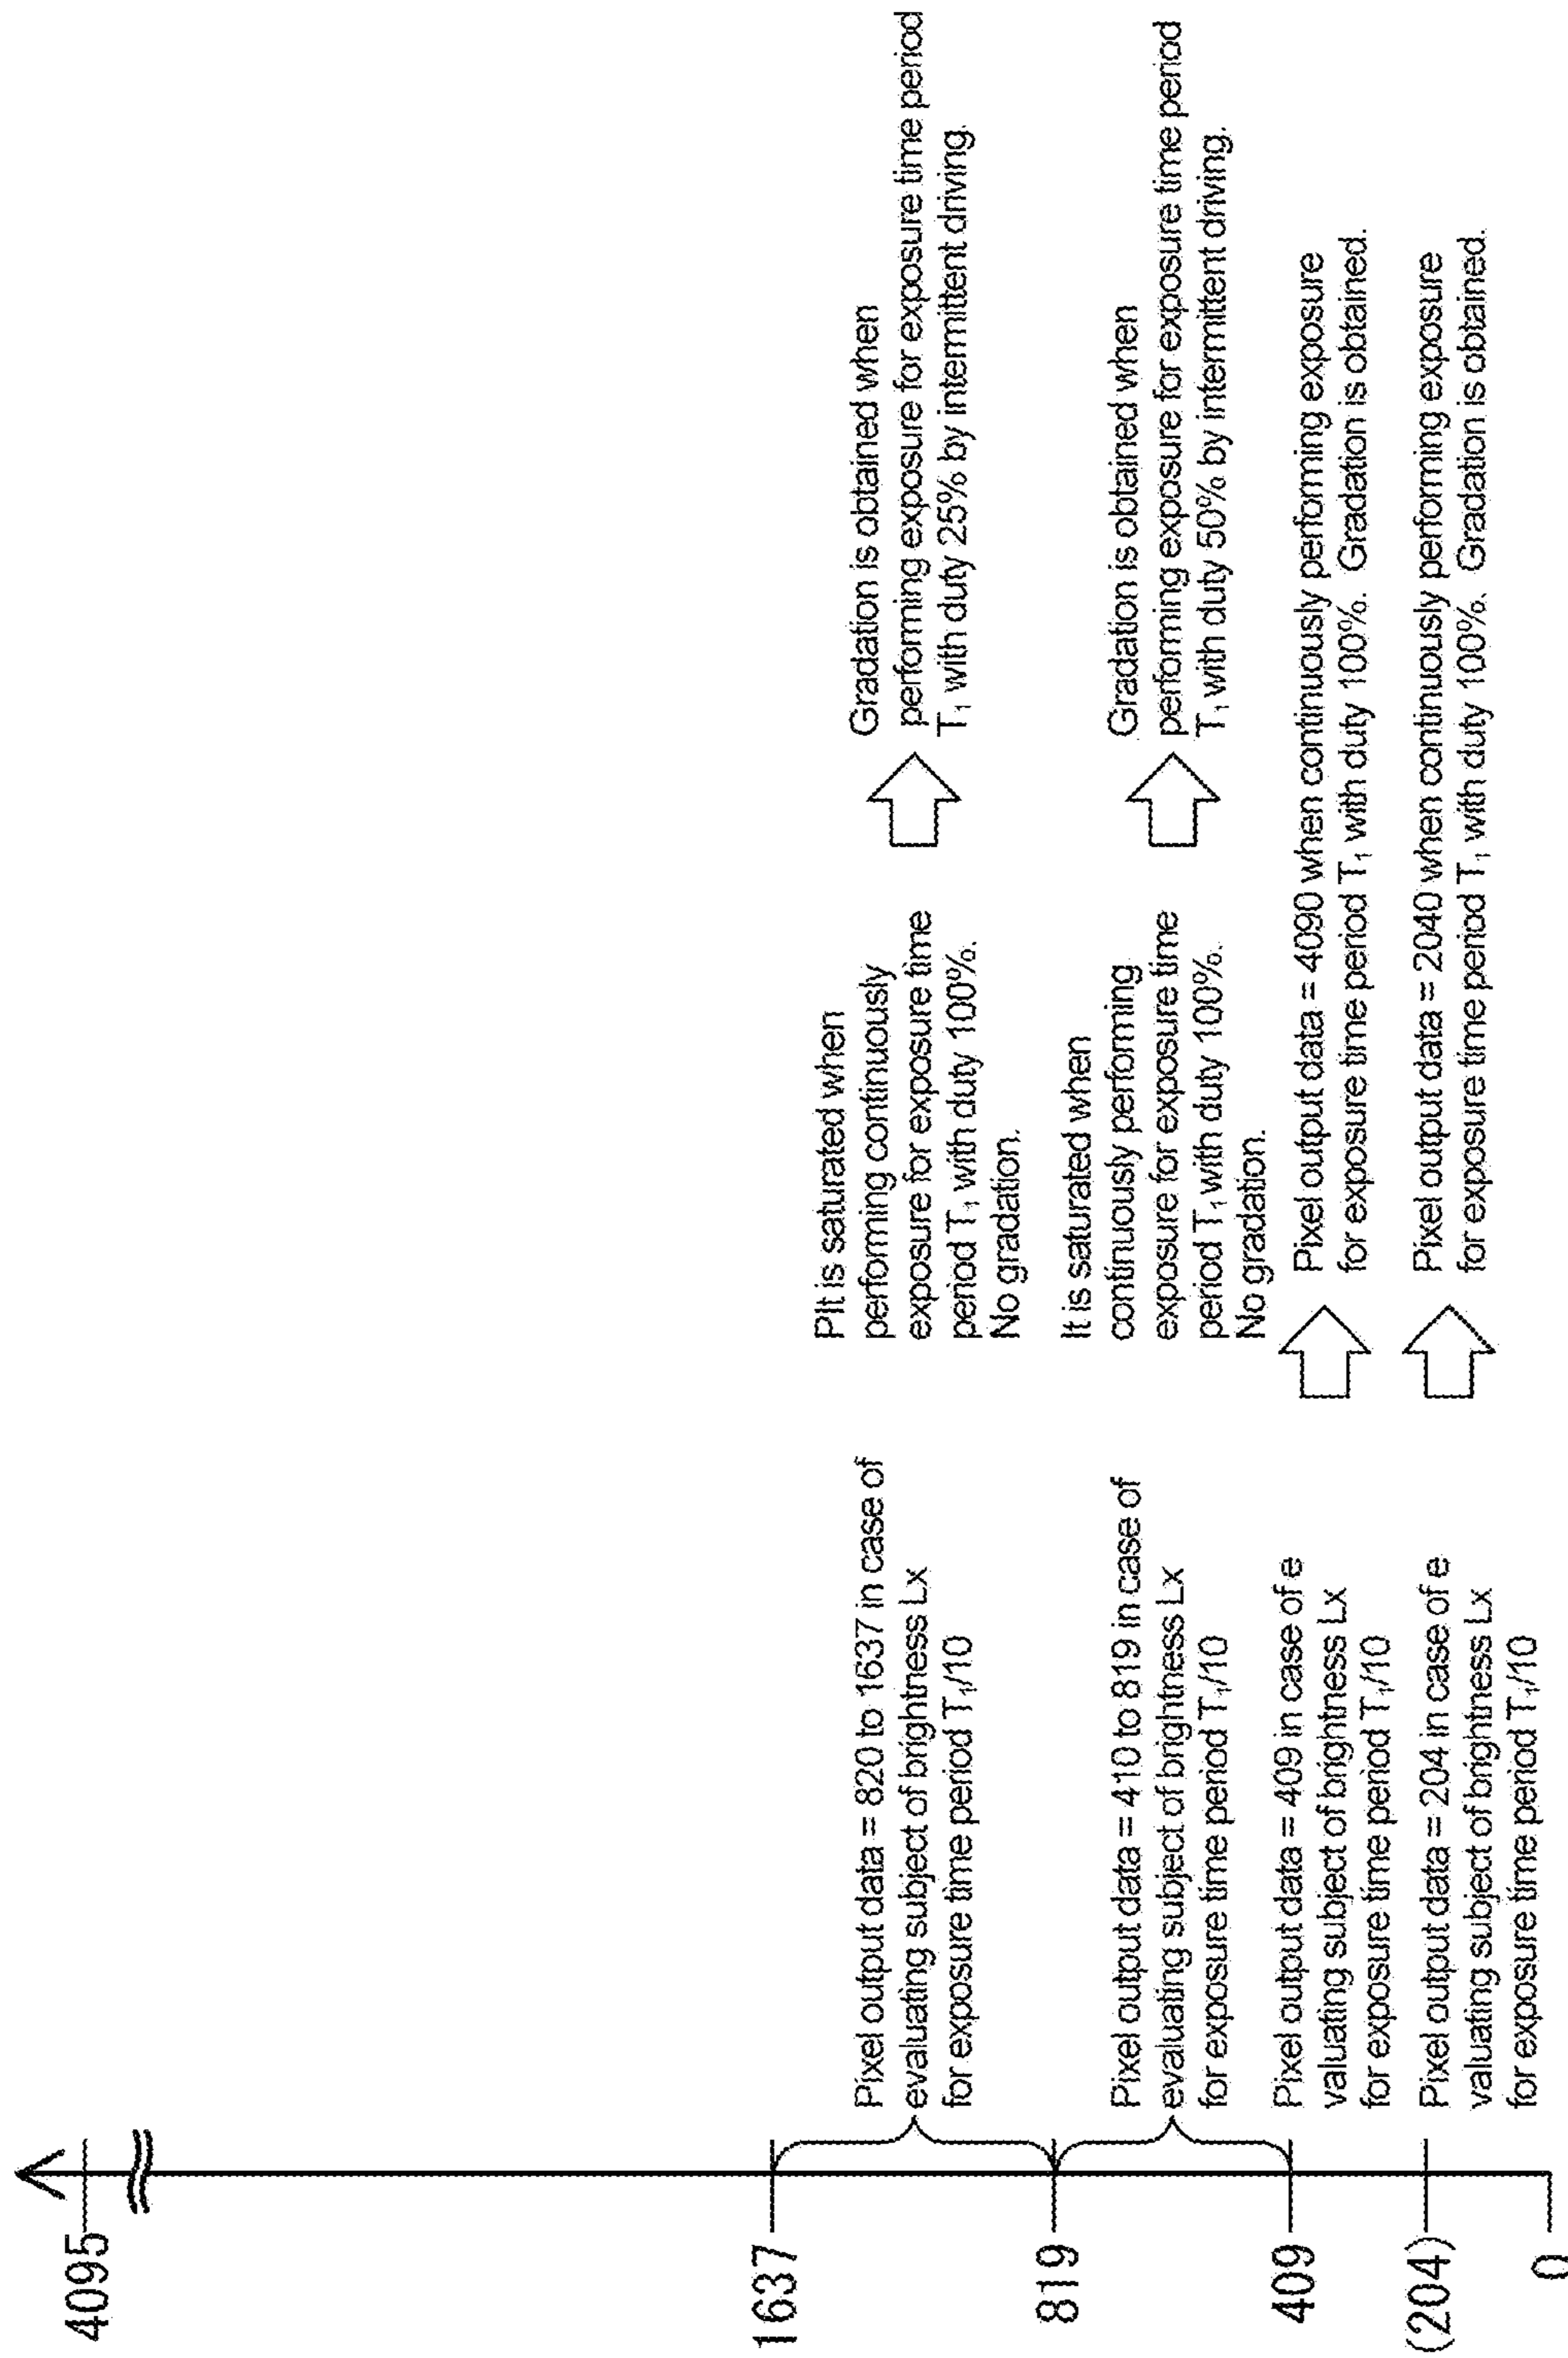 4095
1637
819
409
(204)
0
Pixel output data = 820 to 1637 in case of
evaluating subject of brightness Lx
for exposure time period T₁/10
PIt is saturated when
performing continuously
exposure for exposure time
period T₁ with duty 100%.
No gradation.
Gradation is obtained when
performing exposure for exposure time period
T₁ with duty 25% by intermittent driving.
Pixel output data = 410 to 819 in case of
evaluating subject of brightness Lx
for exposure time period T₁/10
It is saturated when
continuously performing
exposure for exposure time
period T₁ with duty 100%.
No gradation.
Gradation is obtained when
performing exposure for exposure time period
T₁ with duty 50% by intermittent driving.
Pixel output data = 409 in case of e
valuating subject of brightness Lx
for exposure time period T₁/10
Pixel output data = 4090 when continuously performing exposure
for exposure time period T₁ with duty 100%. Gradation is obtained.
Pixel output data = 204 in case of e
valuating subject of brightness Lx
for exposure time period T₁/10
Pixel output data = 2040 when continuously performing exposure
for exposure time period T₁ with duty 100%. Gradation is obtained.